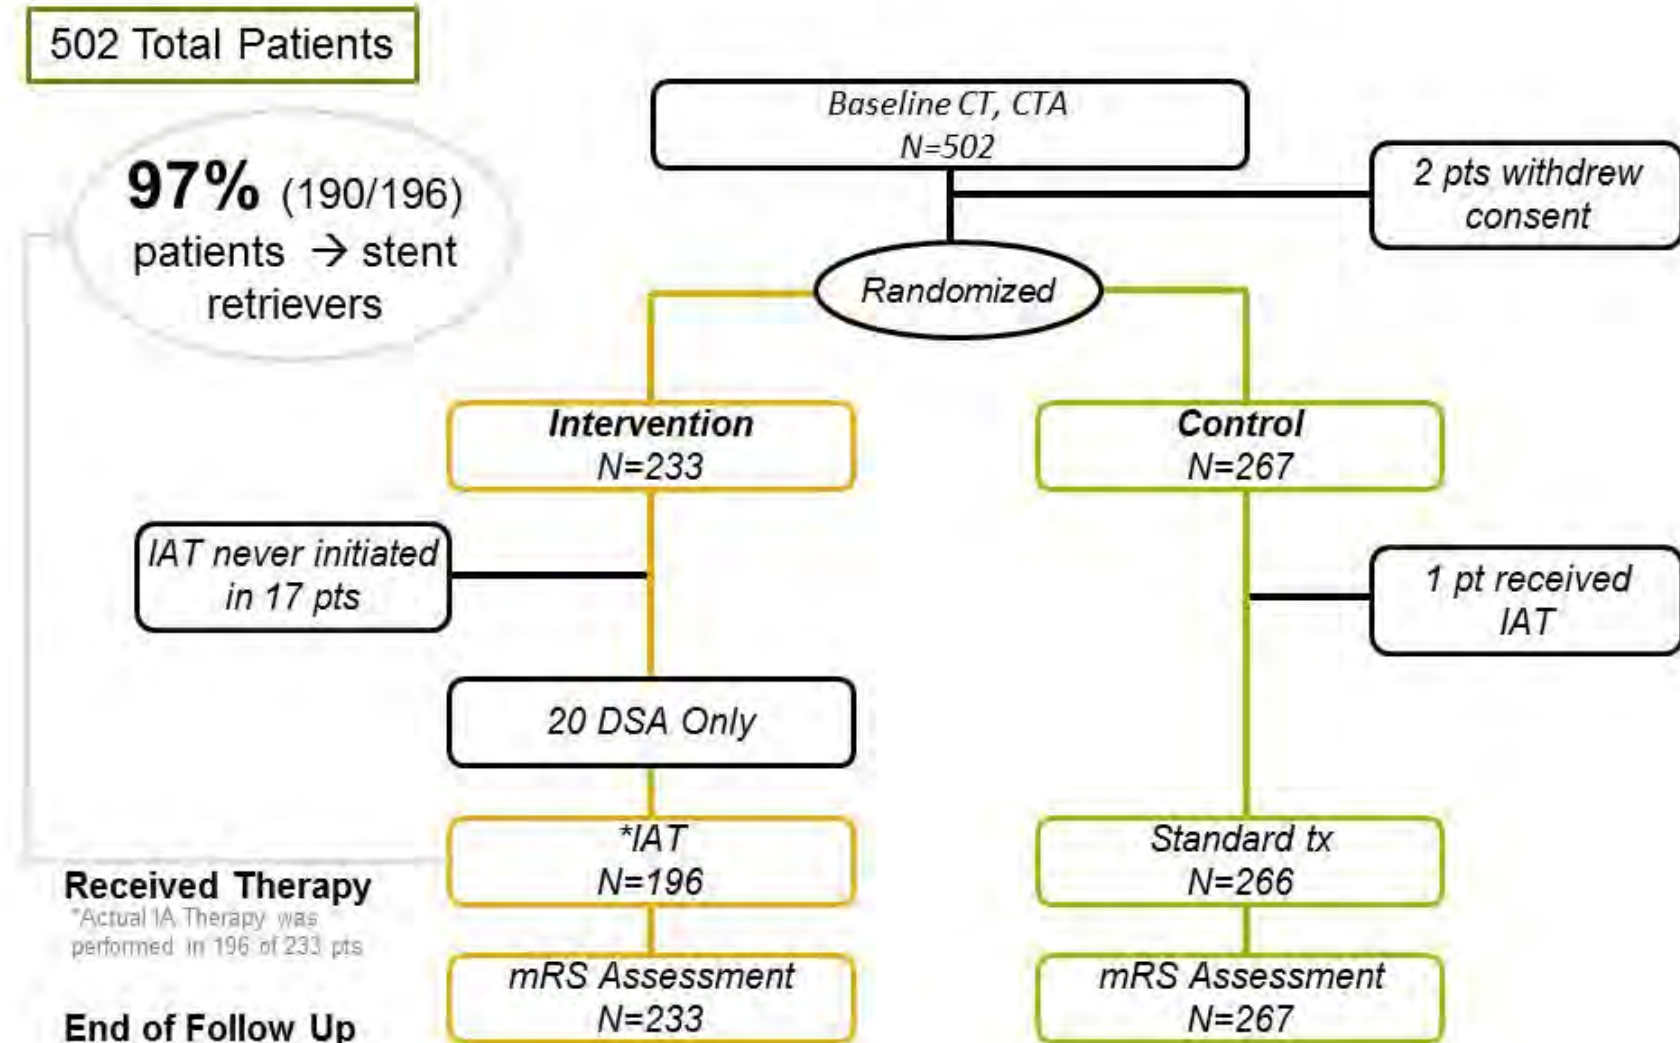 502 Total Patients
97% (190/196)
patients → stent
retrievers
Baseline CT, CTA
N=502
2 pts withdrew
consent
Randomized
Intervention
N=233
Control
N=267
IAT never initiated
in 17 pts
1 pt received
IAT
20 DSA Only
*IAT
N=196
Standard tx
N=266
Received Therapy
*Actual IA Therapy was
performed in 196 of 233 pts
mRS Assessment
N=233
mRS Assessment
N=267
End of Follow Up